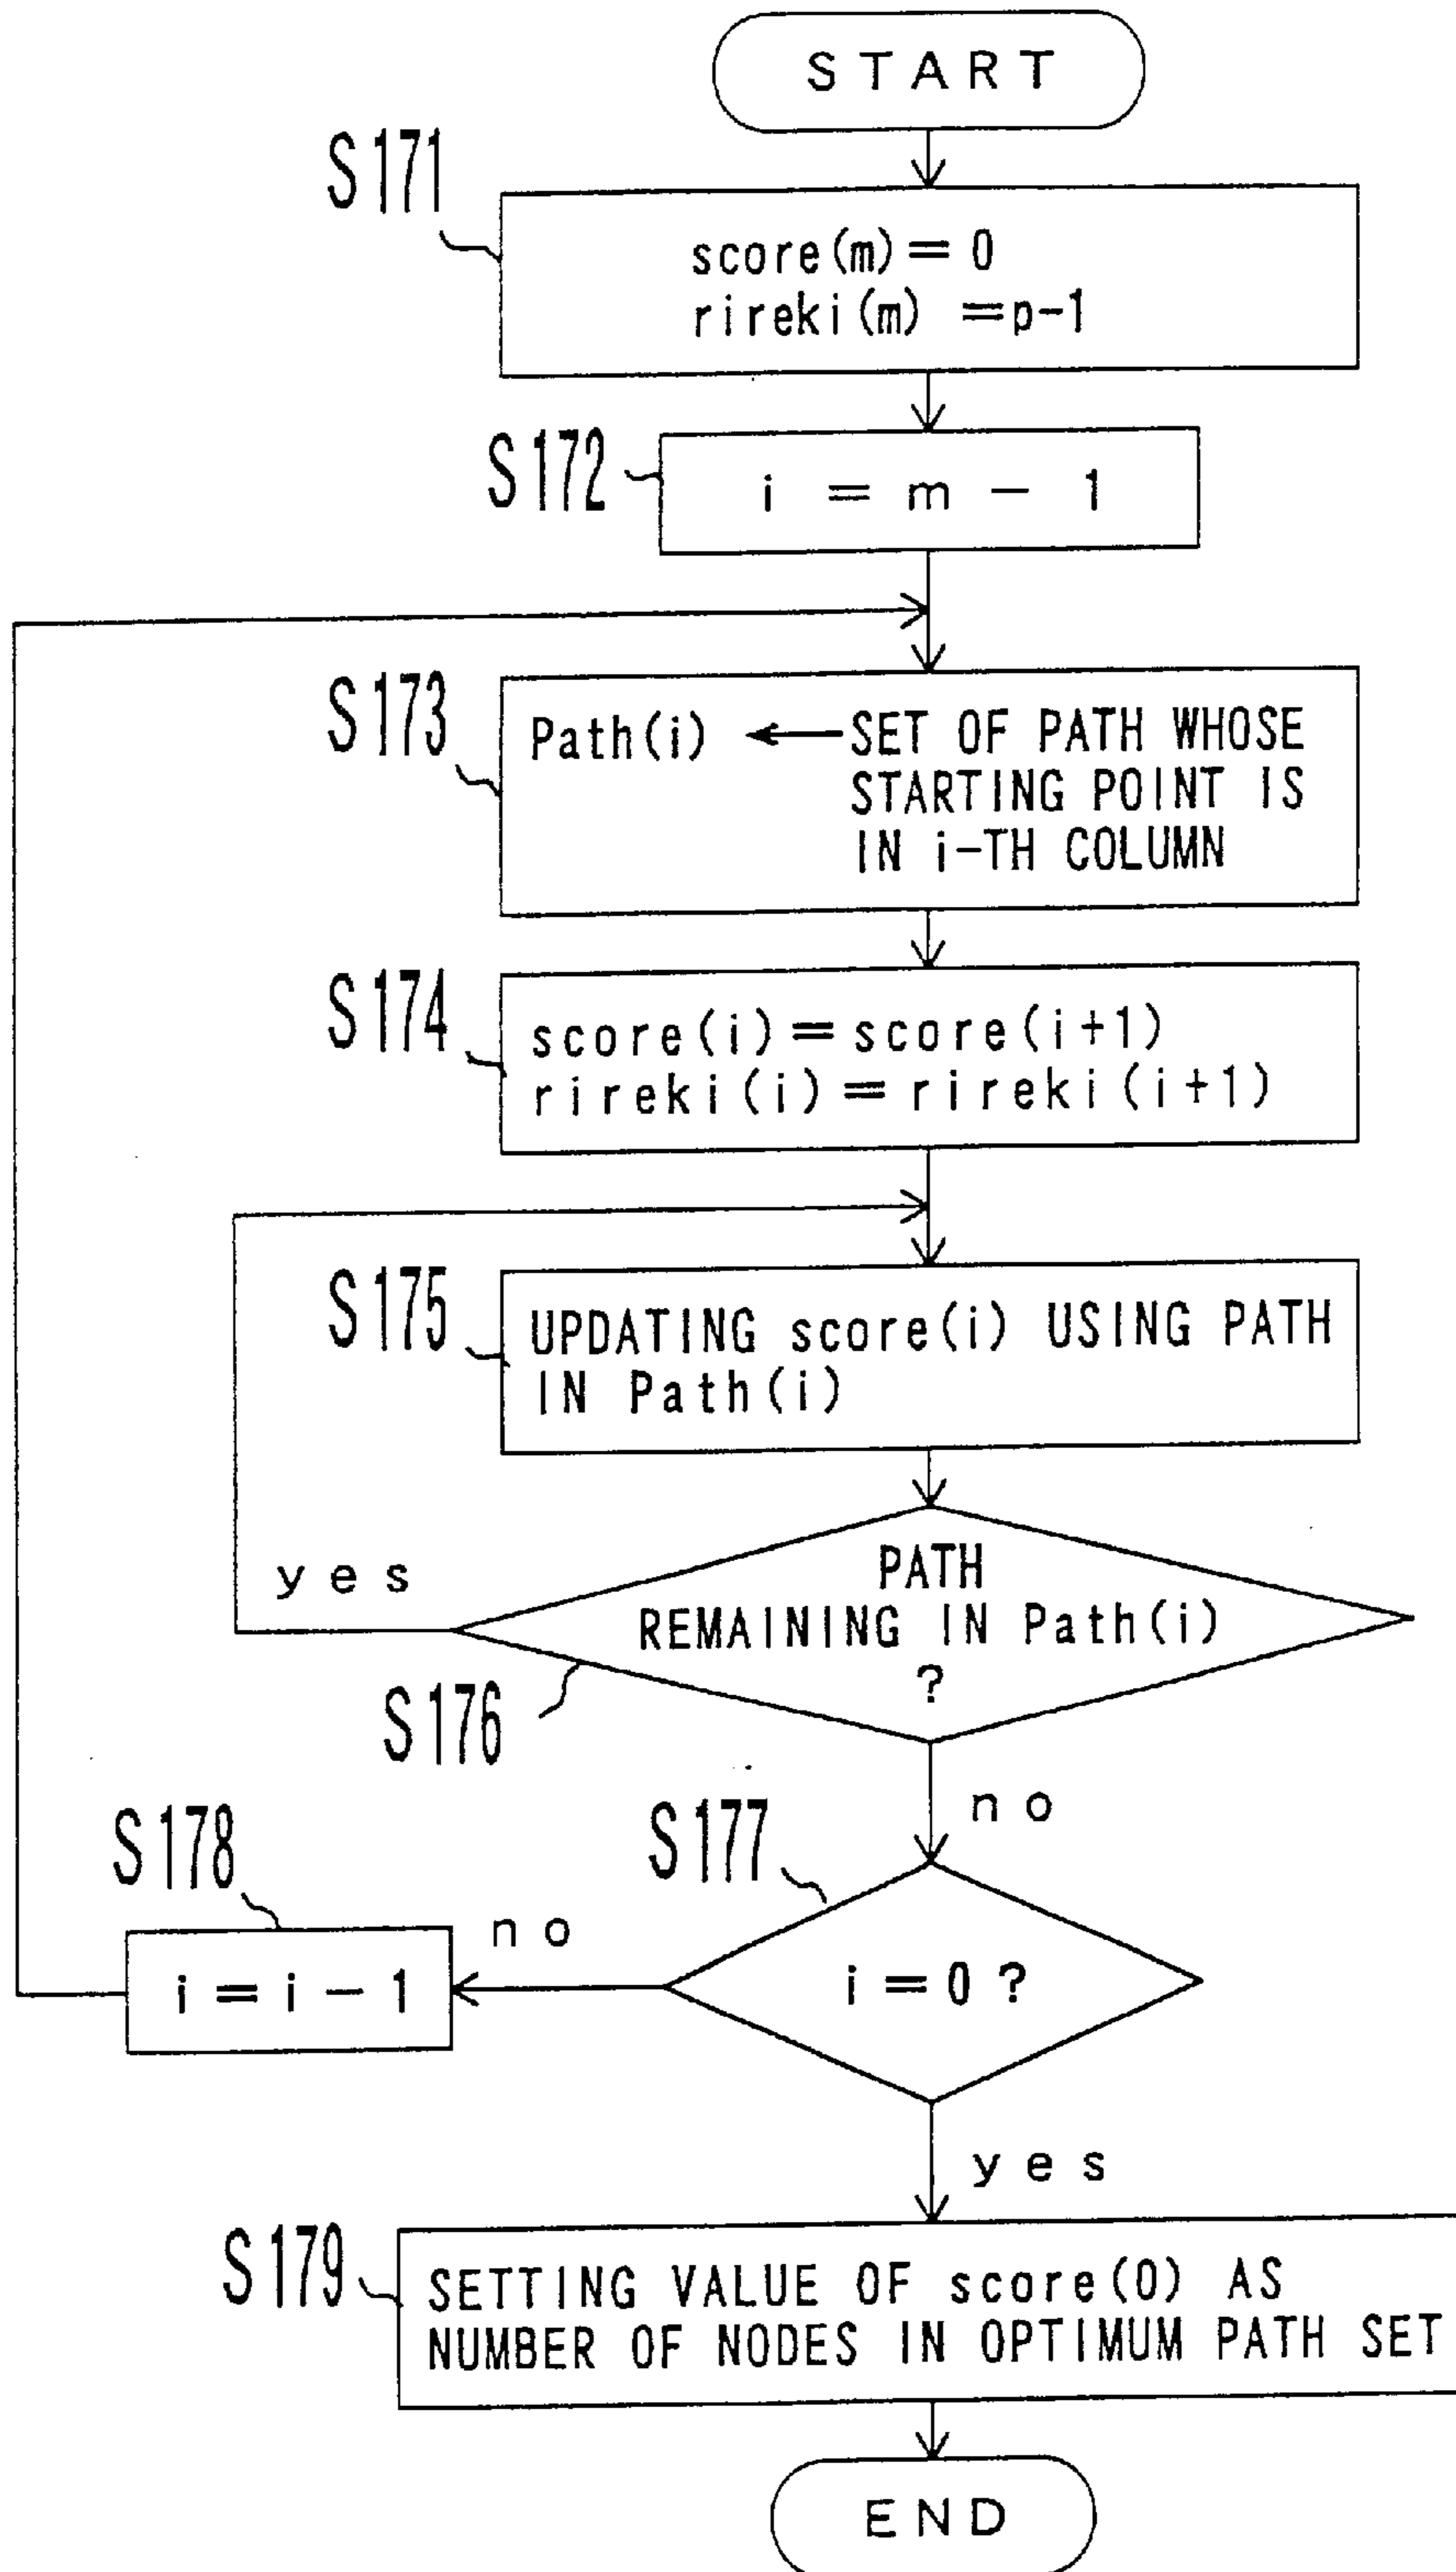 START
S171
score(m)=0
rireki(m) =p-1
S172
i = m - 1
S173
Path(i) ← SET OF PATH WHOSE
STARTING POINT IS
IN i-TH COLUMN
S174
score(i)=score(i+1)
rireki(i)=rireki(i+1)
S175
UPDATING score(i) USING PATH
IN Path(i)
yes
PATH
REMAINING IN Path(i)
?
S176
no
S177
S178
no
i=i-1
i=0?
yes
S179
SETTING VALUE OF score(0) AS
NUMBER OF NODES IN OPTIMUM PATH SET
END